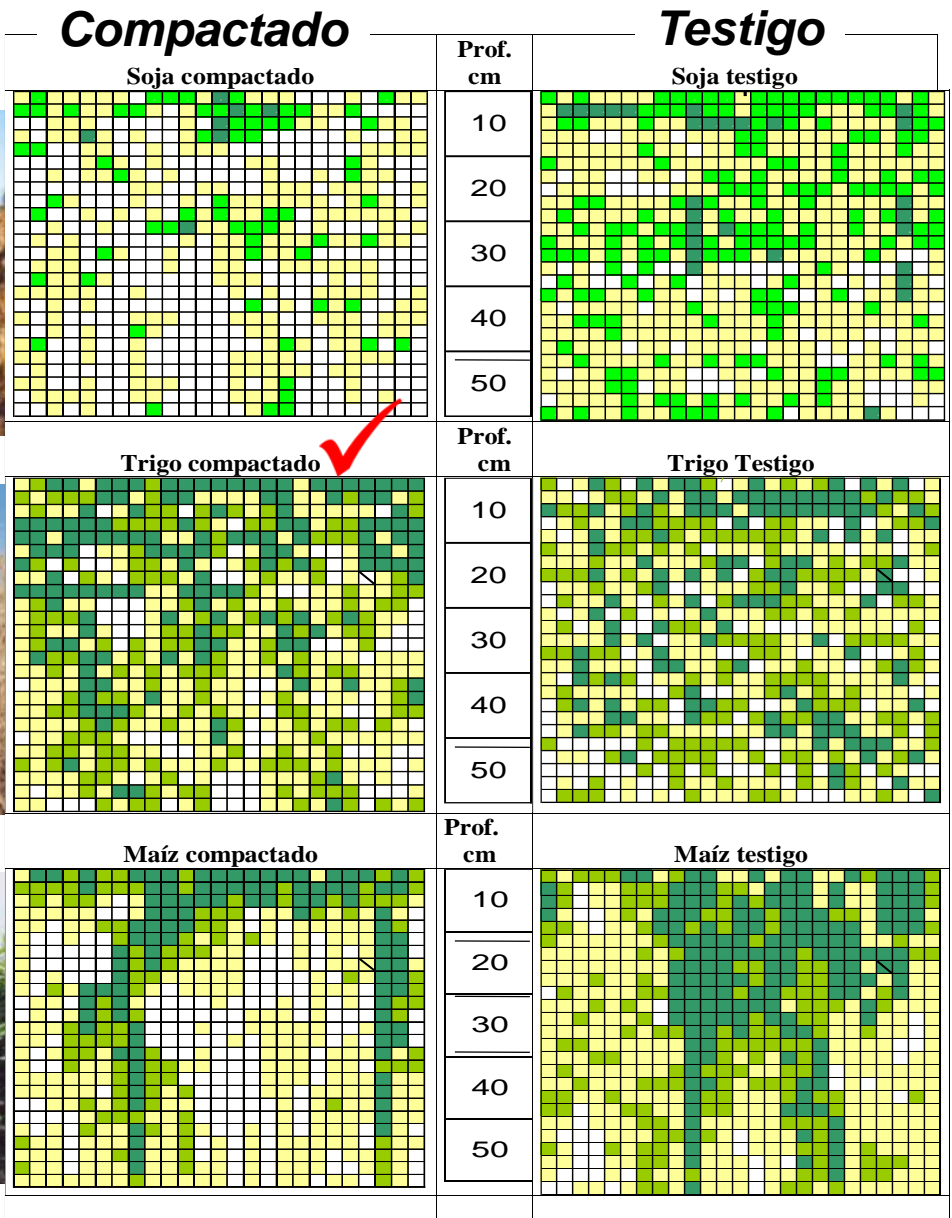 Compactado Testigo
Prof.
cm
Soja compactado Soja testigo
10
20
30
40
50
Prof.
cm
Trigo compactado Trigo Testigo
10
20
30
40
50
Prof.
cm
Maíz compactado Maíz testigo
10
20
30
40
50